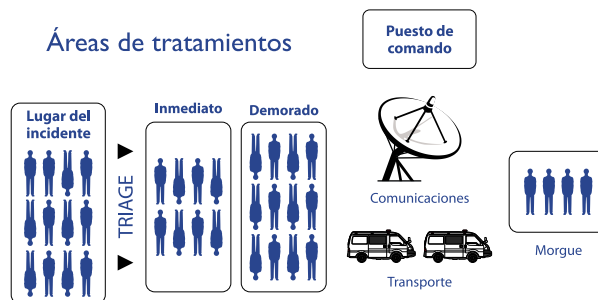 Áreas de tratamientos
Puesto de
comando
Lugar del
incidente
TRIAGE
Inmediato
Demorado
Comunicaciones
Transporte
Morgue